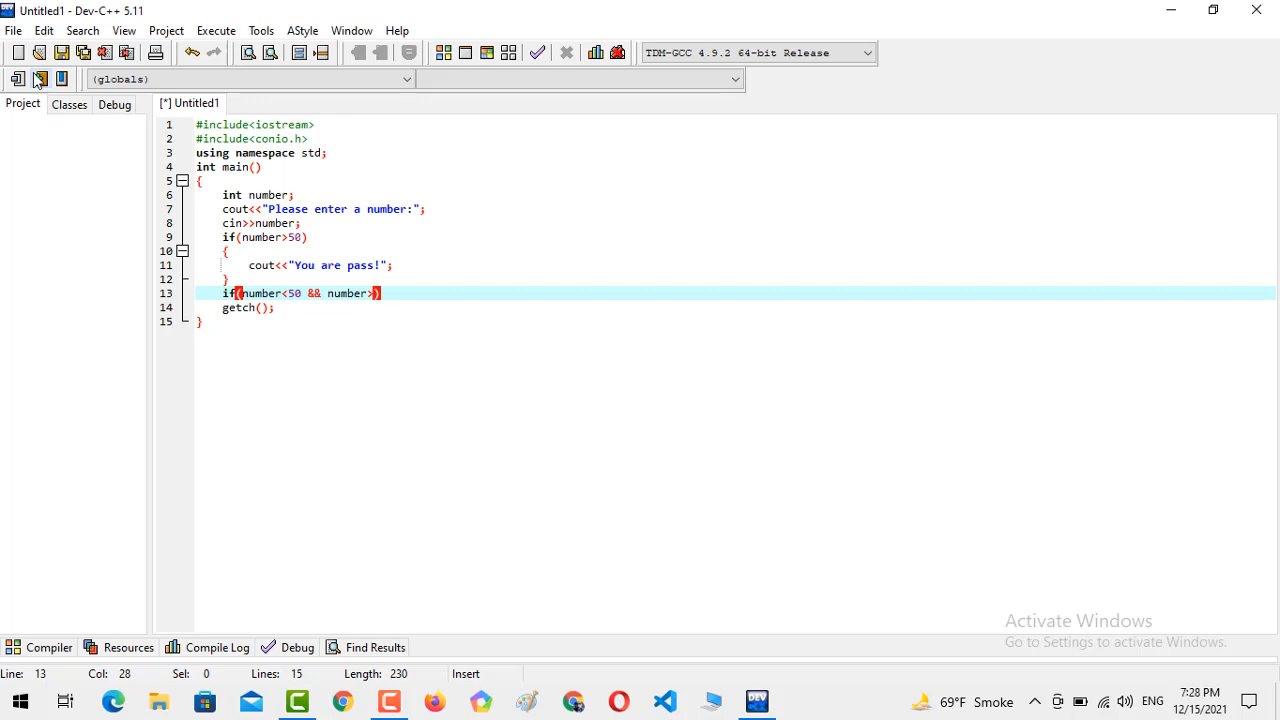 Untitled1 - Dev-C++ 5.11
File Edit Search View Project Execute Tools AStyle Window Help
TDM-GCC 4.9.2 64-bit Release
(globals)
Project Classes Debug [*] Untitled1
1 #include<iostream>
2 #include<conio.h>
3 using namespace std;
4 int main()
5 {
6 int number;
7 cout<<"Please enter a number:";
8 cin>>number;
9 if(number>50)
10 {
11 cout<<"You are pass!";
12 }
13 if(number<50 && number>)
14 getch();
15 }
Activate Windows
Go to Settings to activate Windows.
Compiler Resources Compile Log Debug Find Results
Line: 13 Col: 28 Sel: 0 Lines: 15 Length: 230 Insert
69°F Smoke ENG 7:28 PM
12/15/2021